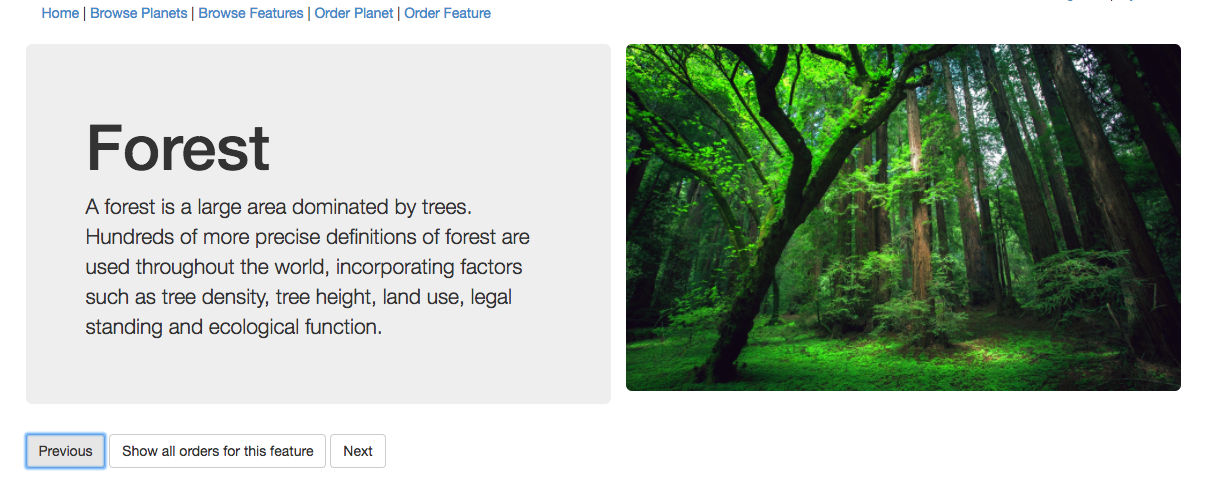 Home | Browse Planets | Browse Features | Order Planet | Order Feature
Forest
A forest is a large area dominated by trees.
Hundreds of more precise definitions of forest are
used throughout the world, incorporating factors
such as tree density, tree height, land use, legal
standing and ecological function.
Previous Show all orders for this feature Next